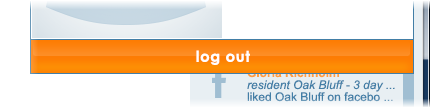 log out
resident Oak Bluff - 3 day ...
liked Oak Bluff on facebo ...